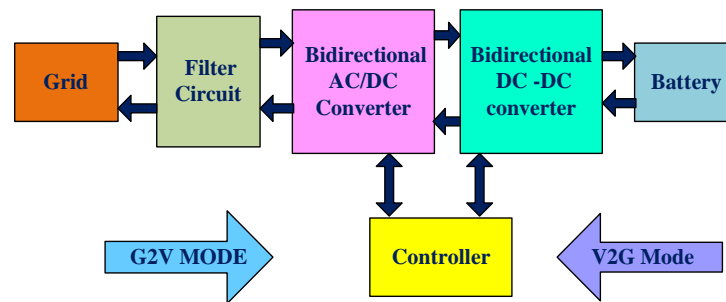 Grid
Filter
Circuit
Bidirectional
AC/DC
Converter
Bidirectional
DC -DC
converter
Battery
G2V MODE
Controller
V2G Mode